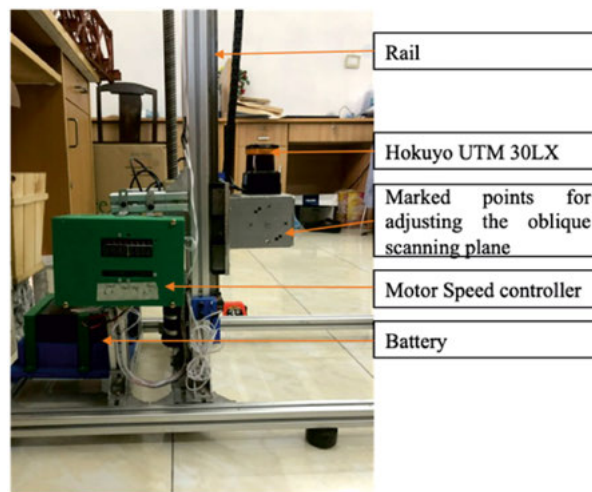 Rail
Hokuyo UTM 30LX
Marked points for
adjusting the oblique
scanning plane
Motor Speed controller
Battery